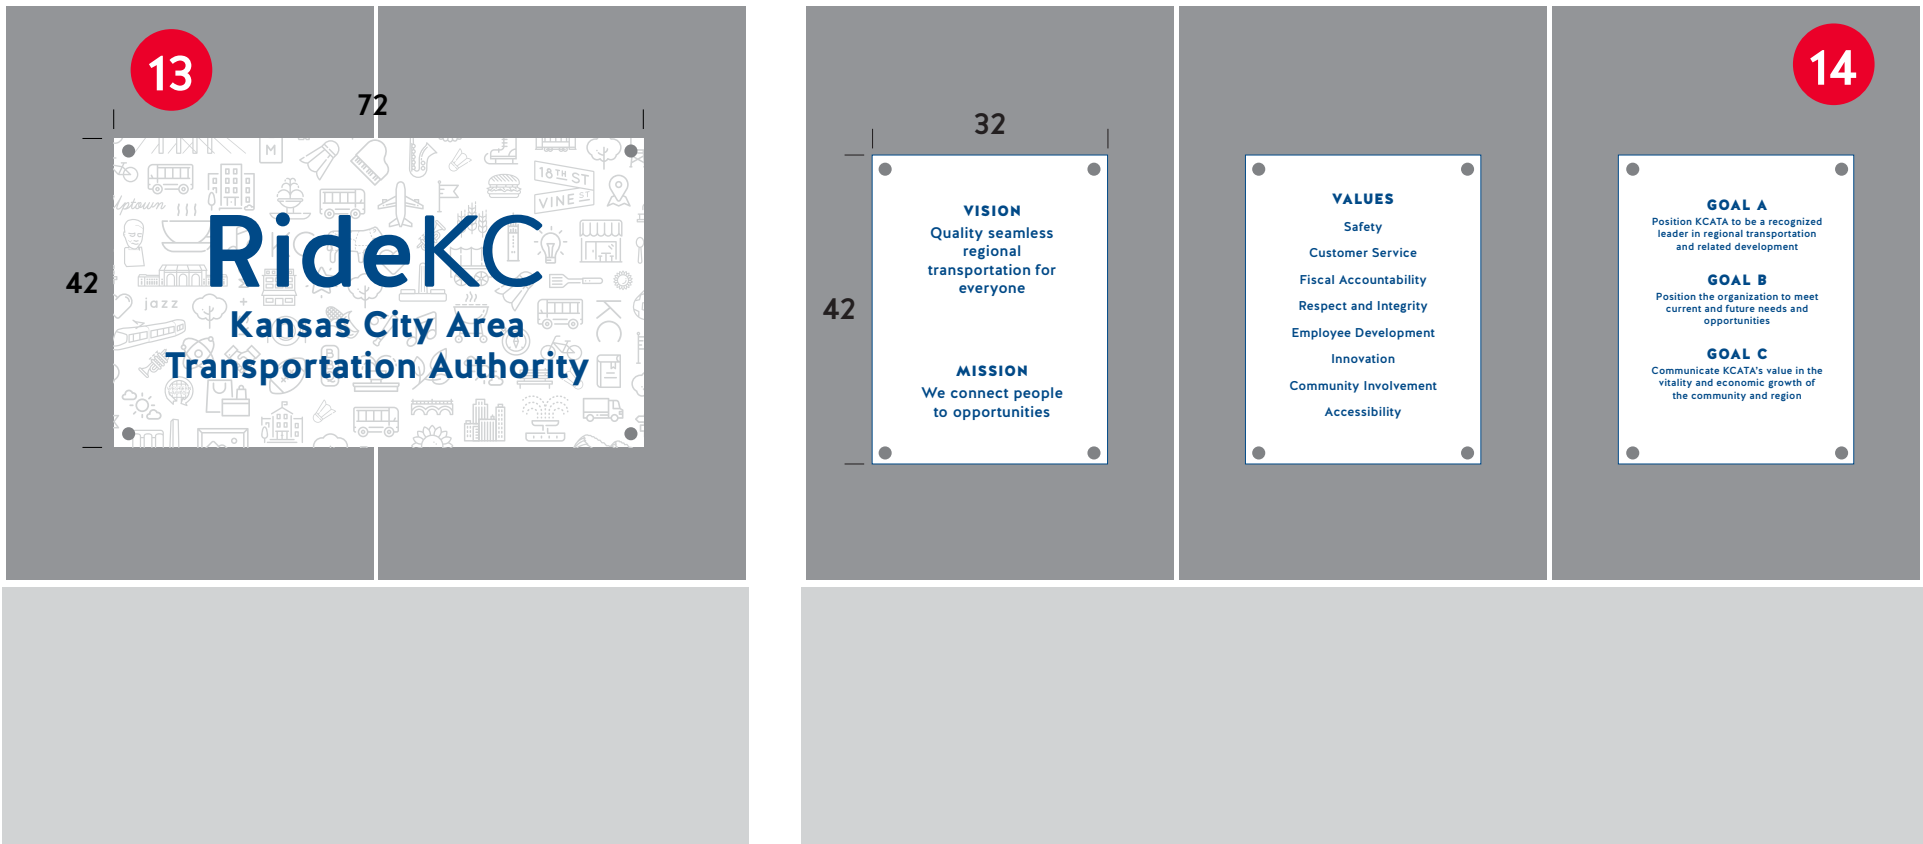 13
72
42
M
18TH ST
VINE ST
Uptown
jazz
KC
RideKC
Kansas City Area
Transportation Authority
14
32
42
VISION
Quality seamless
regional
transportation for
everyone
MISSION
We connect people
to opportunities
VALUES
Safety
Customer Service
Fiscal Accountability
Respect and Integrity
Employee Development
Innovation
Community Involvement
Accessibility
GOAL A
Position KCATA to be a recognized
leader in regional transportation
and related development
GOAL B
Position the organization to meet
current and future needs and
opportunities
GOAL C
Communicate KCATA's value in the
vitality and economic growth of
the community and region